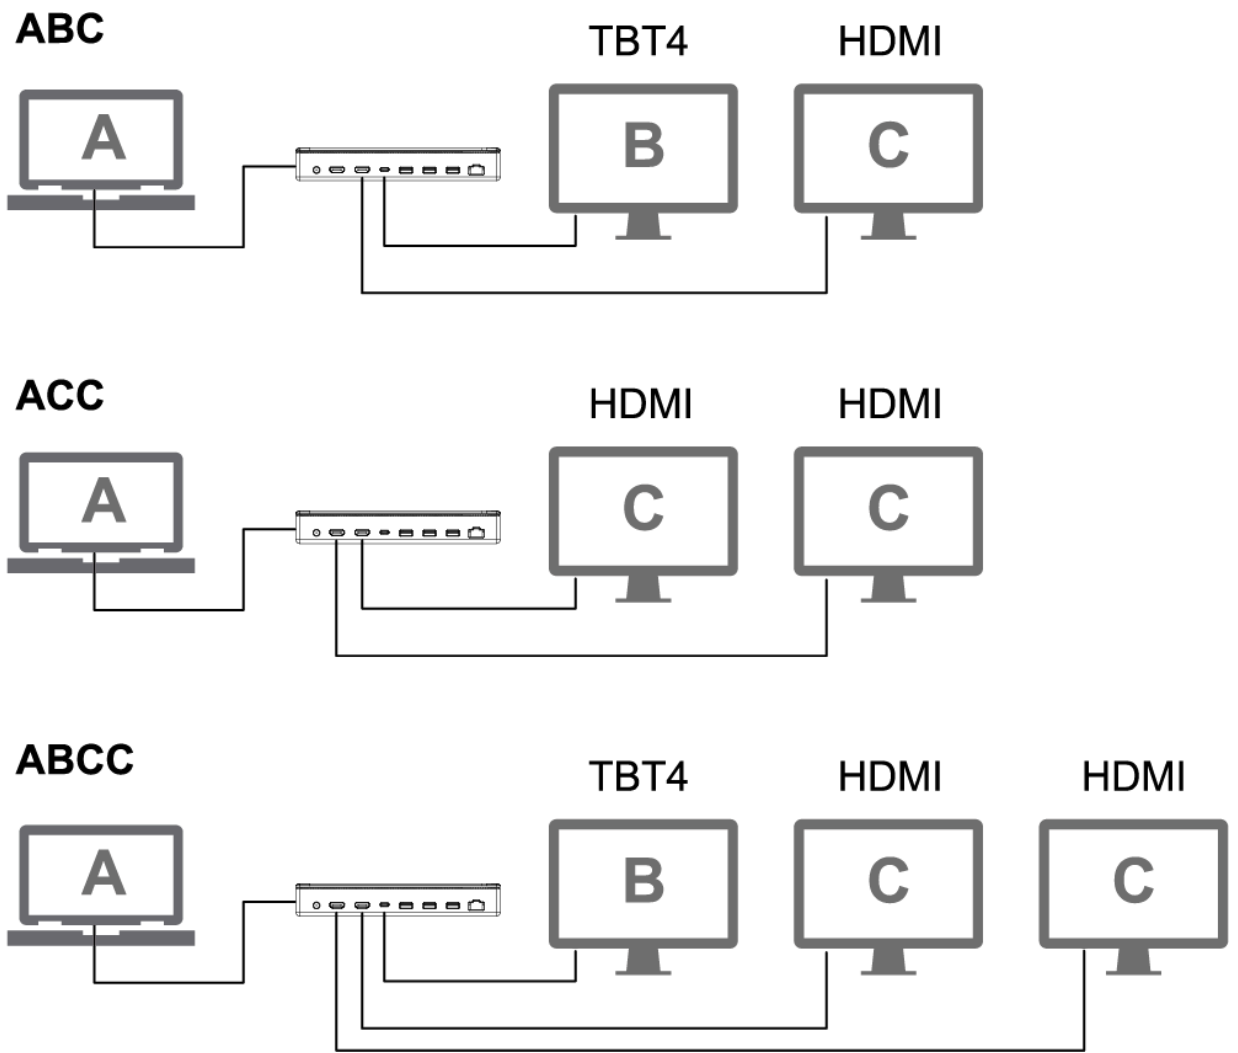 ABC
TBT4 HDMI
A B C
ACC
HDMI HDMI
A C C
ABCC
TBT4 HDMI HDMI
A B C C